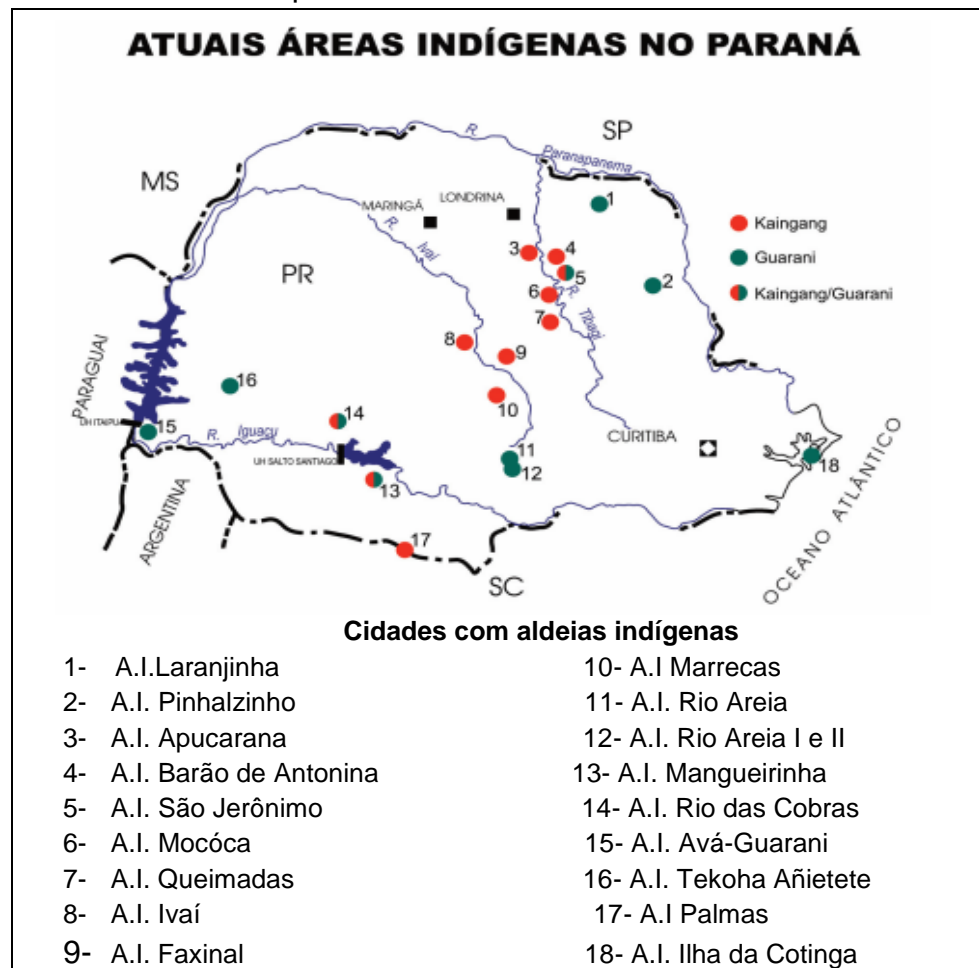 ATUAIS ÁREAS INDÍGENAS NO PARANÁ
SP
R.
Paranapanema
MS
1
MARINGÁ
LONDRINA
Kaingang
Guarani
Kaingang/Guarani
R.
Ivaí
3
4
5
PR
2
6
R.
Tibagi
7
8
9
PARAGUAI
16
10
14
UH ITAIPU
15
R.
Iguaçu
UH SALTO SANTIAGO
CURITIBA
11
12
18
13
ARGENTINA
17
SC
OCEANO ATLÂNTICO
Cidades com aldeias indígenas
1- A.I.Laranjinha
2- A.I. Pinhalzinho
3- A.I. Apucarana
4- A.I. Barão de Antonina
5- A.I. São Jerônimo
6- A.I. Mocóca
7- A.I. Queimadas
8- A.I. Ivaí
9- A.I. Faxinal
10- A.I Marrecas
11- A.I. Rio Areia
12- A.I. Rio Areia I e II
13- A.I. Mangueirinha
14- A.I. Rio das Cobras
15- A.I. Avá-Guarani
16- A.I. Tekoha Añietete
17- A.I Palmas
18- A.I. Ilha da Cotinga